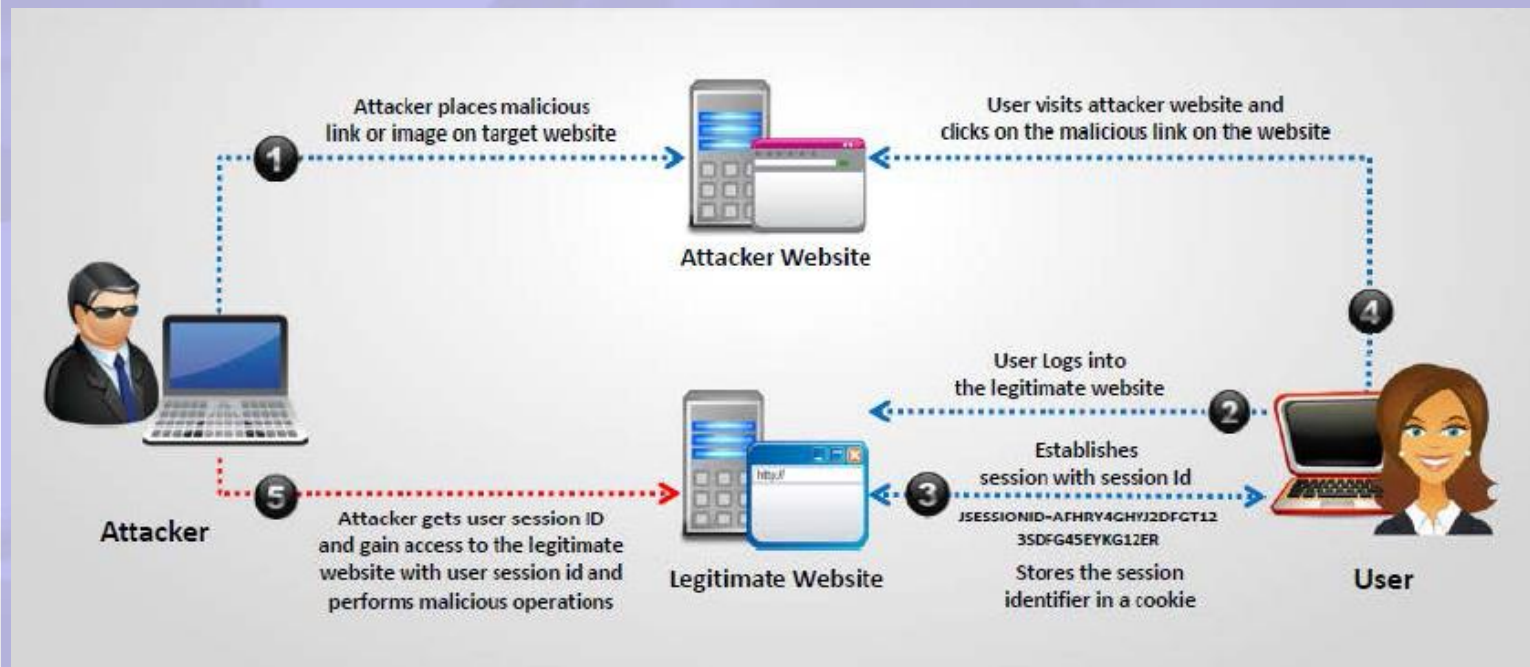 Attacker places malicious
link or image on target website
1
Attacker Website
User visits attacker website and
clicks on the malicious link on the website
4
User Logs into
the legitimate website
2
Establishes
session with session Id
3
JSESSIONID=AFHRY4GHYJ2DFGT12
3SDFG45EYKG12ER
Stores the session
identifier in a cookie
User
http://
Legitimate Website
5
Attacker gets user session ID
and gain access to the legitimate
website with user session id and
performs malicious operations
Attacker